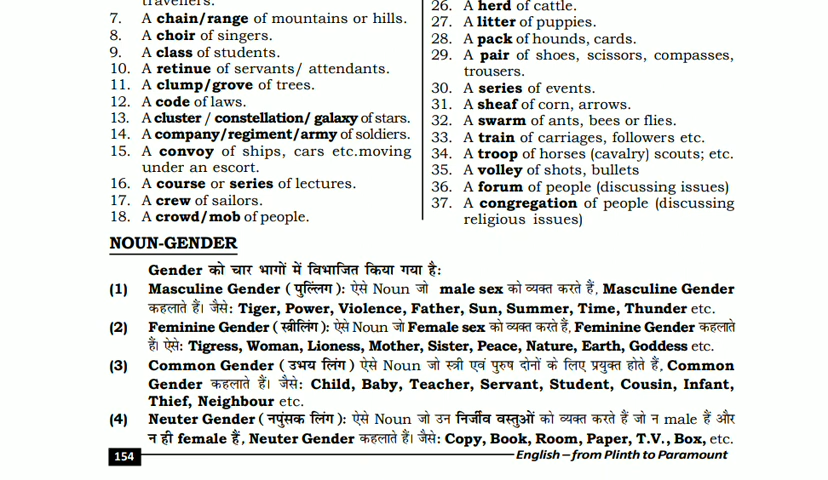 travellers.
7. A chain/range of mountains or hills.
8. A choir of singers.
9. A class of students.
10. A retinue of servants/ attendants.
11. A clump/grove of trees.
12. A code of laws.
13. A cluster / constellation/ galaxy of stars.
14. A company/regiment/army of soldiers.
15. A convoy of ships, cars etc.moving
under an escort.
16. A course or series of lectures.
17. A crew of sailors.
18. A crowd/mob of people.
26. A herd of cattle.
27. A litter of puppies.
28. A pack of hounds, cards.
29. A pair of shoes, scissors, compasses,
trousers.
30. A series of events.
31. A sheaf of corn, arrows.
32. A swarm of ants, bees or flies.
33. A train of carriages, followers etc.
34. A troop of horses (cavalry) scouts; etc.
35. A volley of shots, bullets
36. A forum of people (discussing issues)
37. A congregation of people (discussing
religious issues)
NOUN-GENDER
Gender को चार भागों में विभाजित किया गया है:
(1) Masculine Gender ( पुल्लिंग ): ऐसे Noun जो male sex को व्यक्त करते हैं, Masculine Gender
कहलाते हैं। जैसे: Tiger, Power, Violence, Father, Sun, Summer, Time, Thunder etc.
(2) Feminine Gender ( स्त्रीलिंग ): ऐसे Noun जो Female sex को व्यक्त करते हैं, Feminine Gender कहलाते
हैं। ऐसे: Tigress, Woman, Lioness, Mother, Sister, Peace, Nature, Earth, Goddess etc.
(3) Common Gender ( उभय लिंग ) ऐसे Noun जो स्त्री एवं पुरुष दोनों के लिए प्रयुक्त होते हैं, Common
Gender कहलाते हैं। जैसे: Child, Baby, Teacher, Servant, Student, Cousin, Infant,
Thief, Neighbour etc.
(4) Neuter Gender ( नपुंसक लिंग ): ऐसे Noun जो उन निर्जीव वस्तुओं को व्यक्त करते हैं जो न male हैं और
न ही female हैं, Neuter Gender कहलाते हैं। जैसे: Copy, Book, Room, Paper, T.V., Box, etc.
154 English – from Plinth to Paramount